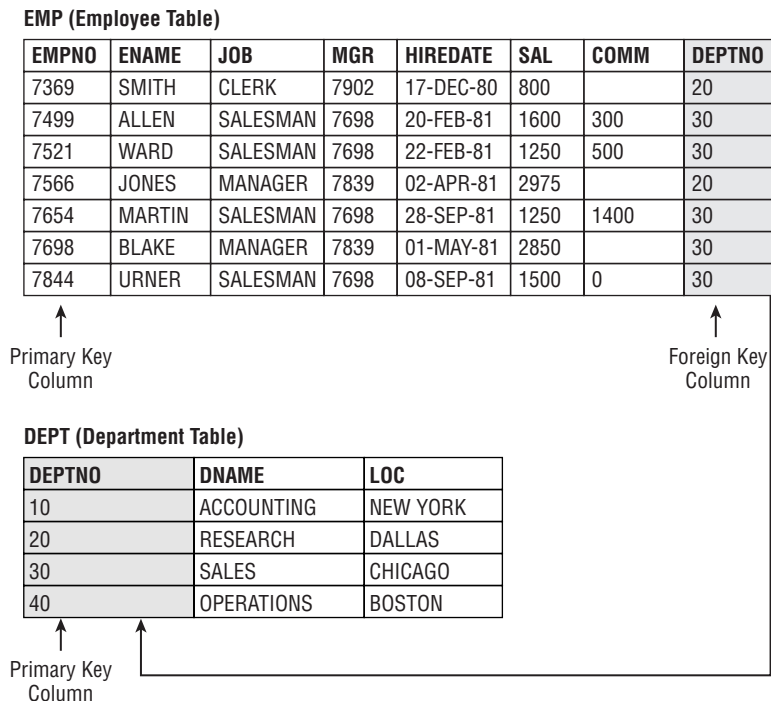 EMP (Employee Table)
EMPNO ENAME JOB MGR HIREDATE SAL COMM DEPTNO
7369 SMITH CLERK 7902 17-DEC-80 800 20
7499 ALLEN SALESMAN 7698 20-FEB-81 1600 300 30
7521 WARD SALESMAN 7698 22-FEB-81 1250 500 30
7566 JONES MANAGER 7839 02-APR-81 2975 20
7654 MARTIN SALESMAN 7698 28-SEP-81 1250 1400 30
7698 BLAKE MANAGER 7839 01-MAY-81 2850 30
7844 URNER SALESMAN 7698 08-SEP-81 1500 0 30
Primary Key
Column
Foreign Key
Column
DEPT (Department Table)
DEPTNO DNAME LOC
10 ACCOUNTING NEW YORK
20 RESEARCH DALLAS
30 SALES CHICAGO
40 OPERATIONS BOSTON
Primary Key
Column